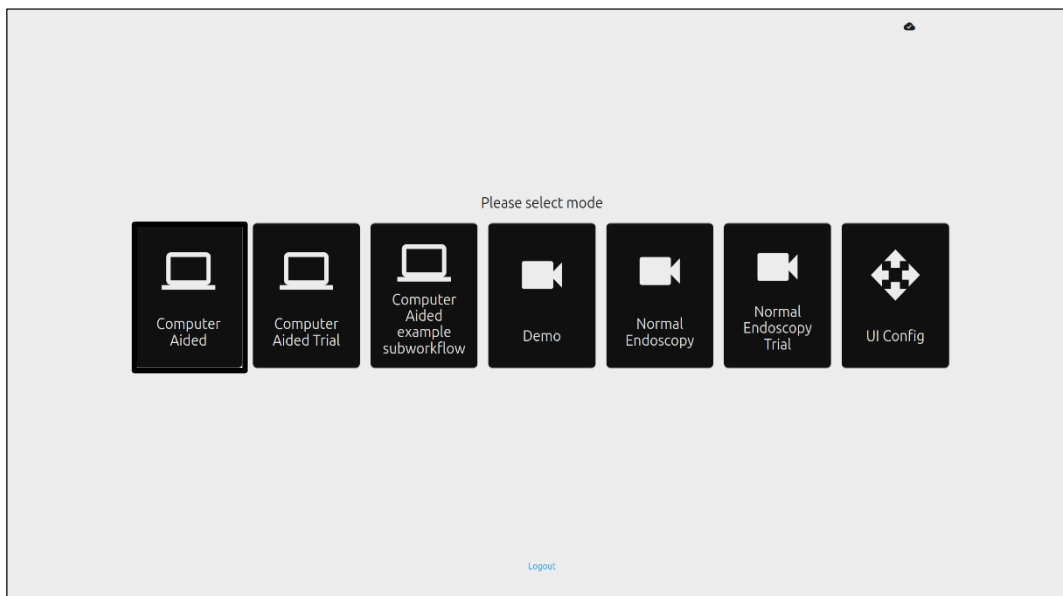 Please select mode
Computer
Aided
Computer
Aided Trial
Computer
Aided
example
subworkflow
Demo
Normal
Endoscopy
Normal
Endoscopy
Trial
UI Config
Logout